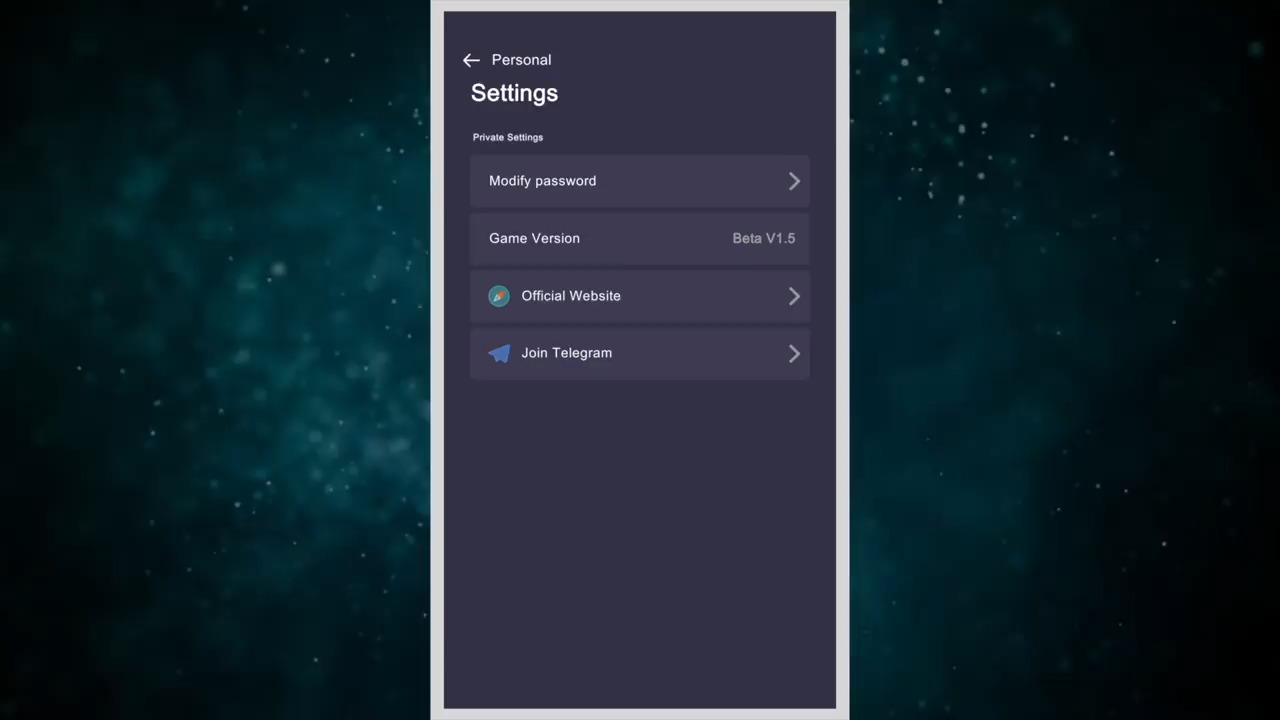 Personal
Settings
Private Settings
Modify password
Game Version Beta V1.5
Official Website
Join Telegram